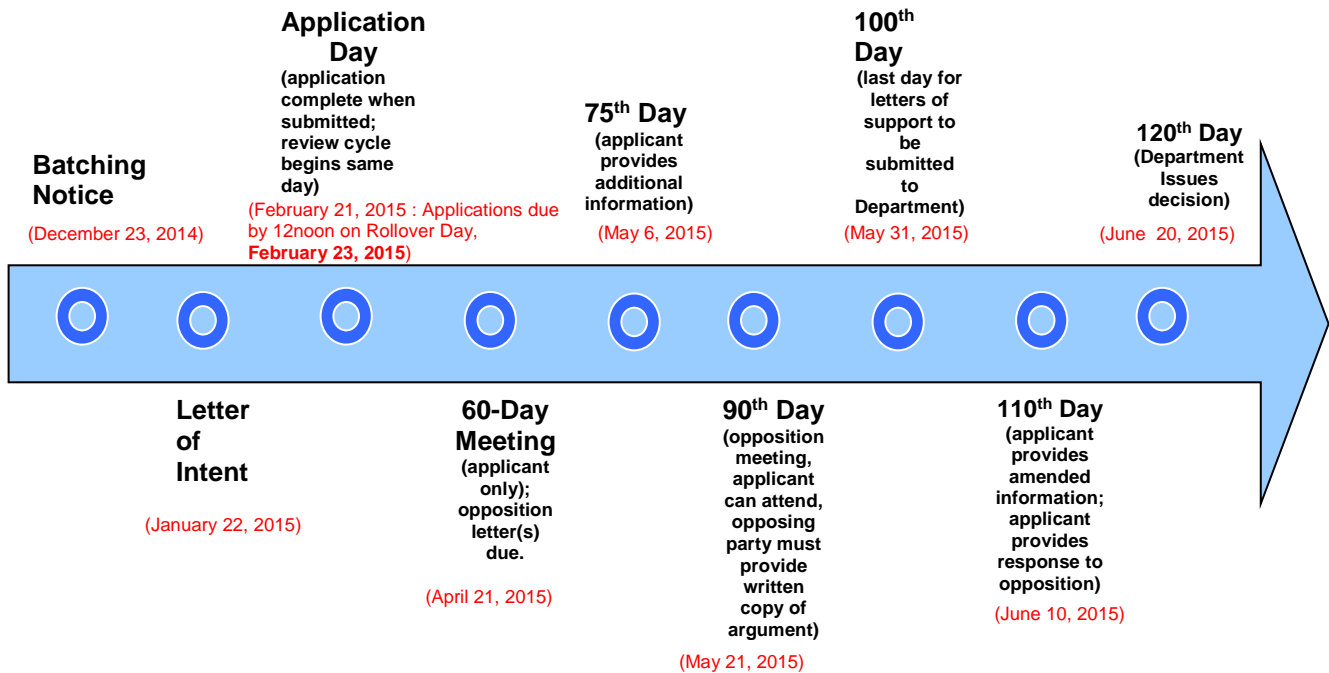 Batching
Notice
(December 23, 2014)
Application
Day
(application
complete when
submitted;
review cycle
begins same
day)
(February 21, 2015 : Applications due
by 12noon on Rollover Day,
February 23, 2015)
75th Day
(applicant
provides
additional
information)
(May 6, 2015)
100th
Day
(last day for
letters of
support to
be
submitted
to
Department)
(May 31, 2015)
120th Day
(Department
Issues
decision)
(June 20, 2015)
Letter
of
Intent
(January 22, 2015)
60-Day
Meeting
(applicant
only);
opposition
letter(s)
due.
(April 21, 2015)
90th Day
(opposition
meeting,
applicant
can attend,
opposing
party must
provide
written
copy of
argument)
(May 21, 2015)
110th Day
(applicant
provides
amended
information;
applicant
provides
response to
opposition)
(June 10, 2015)